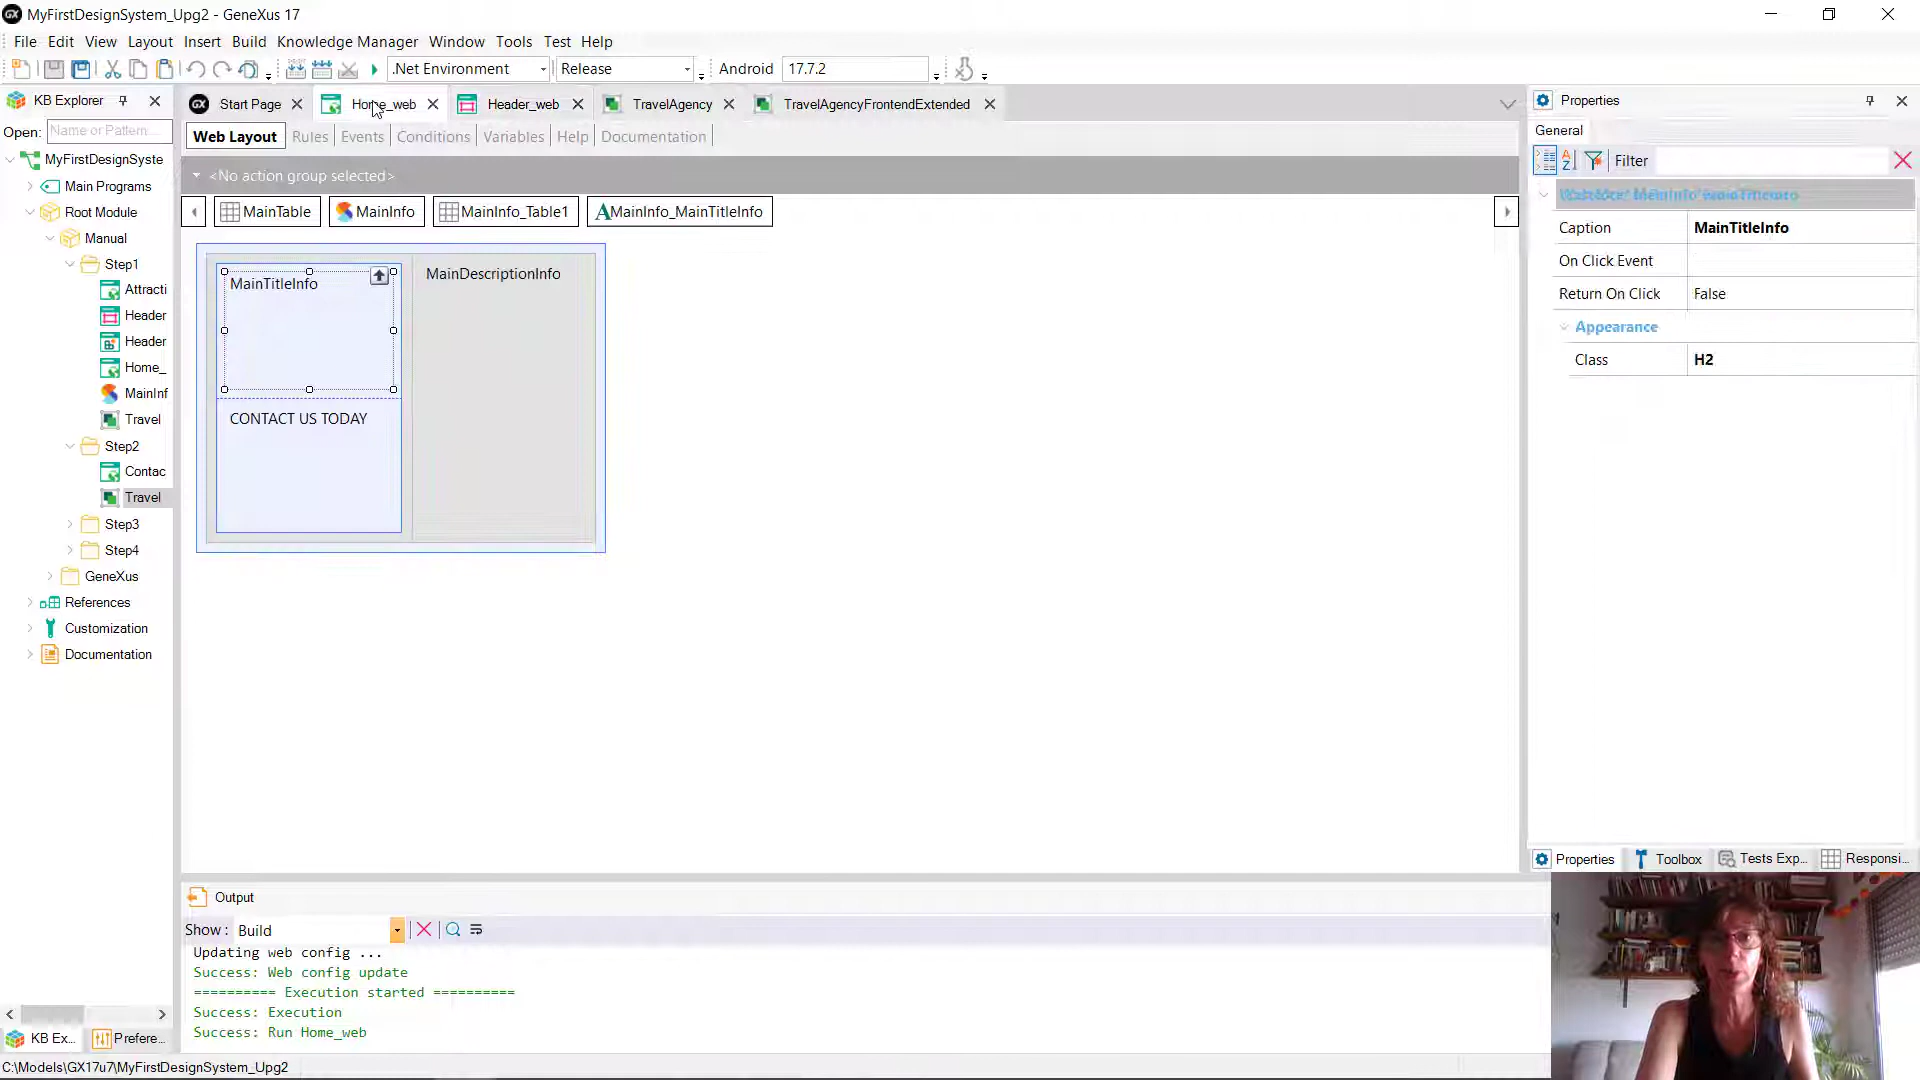 MyFirstDesignSystem_Upg2 - GeneXus 17
File Edit View Layout Insert Build Knowledge Manager Window Tools Test Help
.Net Environment Release Android 17.7.2
KB Explorer
Start Page Home_web Header_web TravelAgency TravelAgencyFrontendExtended
Properties
Open: Name or Pattern...
Web Layout Rules Events Conditions Variables Help Documentation
General
Filter
<No action group selected>
MainTable MainInfo MainInfo_Table1 MainInfo_MainTitleInfo
MyFirstDesignSyste
Main Programs
Root Module
Manual
Step1
Attracti
Header
Header
Home_
MainInf
Travel
Step2
Contac
Travel
Step3
Step4
GeneXus
References
Customization
Documentation
MainTitleInfo
MainDescriptionInfo
CONTACT US TODAY
Caption MainTitleInfo
On Click Event
Return On Click False
Appearance
Class H2
Properties Toolbox Tests Exp... Responsi...
Output
Show: Build
Updating web config ...
Success: Web config update
========== Execution started ==========
Success: Execution
Success: Run Home_web
KB Ex... Prefere...
C:\Models\GX17u7\MyFirstDesignSystem_Upg2